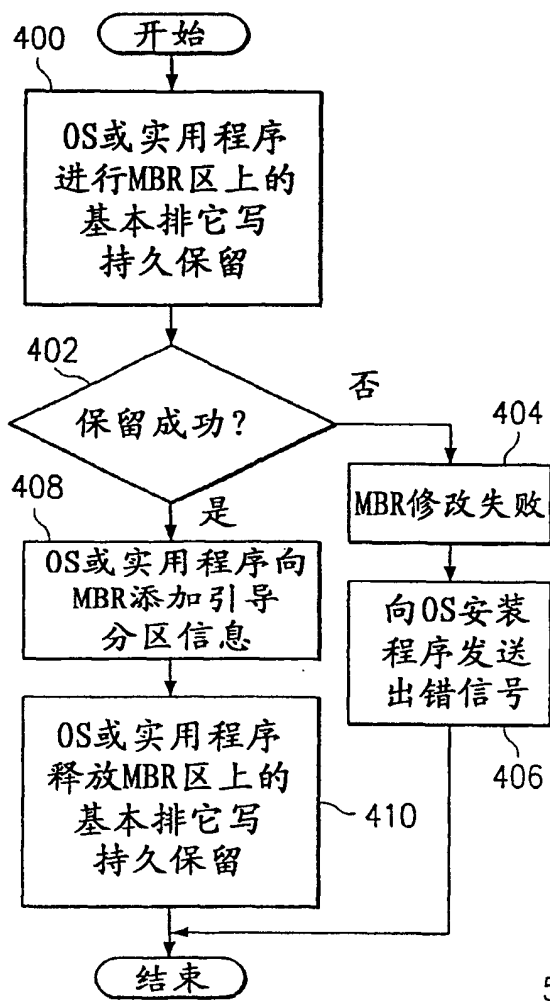 开始
400
OS或实用程序
进行MBR区上的
基本排它写
持久保留
402
保留成功?
否
404
MBR修改失败
408
是
OS或实用程序向
MBR添加引导
分区信息
向OS安装
程序发送
出错信号
406
OS或实用程序
释放MBR区上的
基本排它写
持久保留
410
结束
5